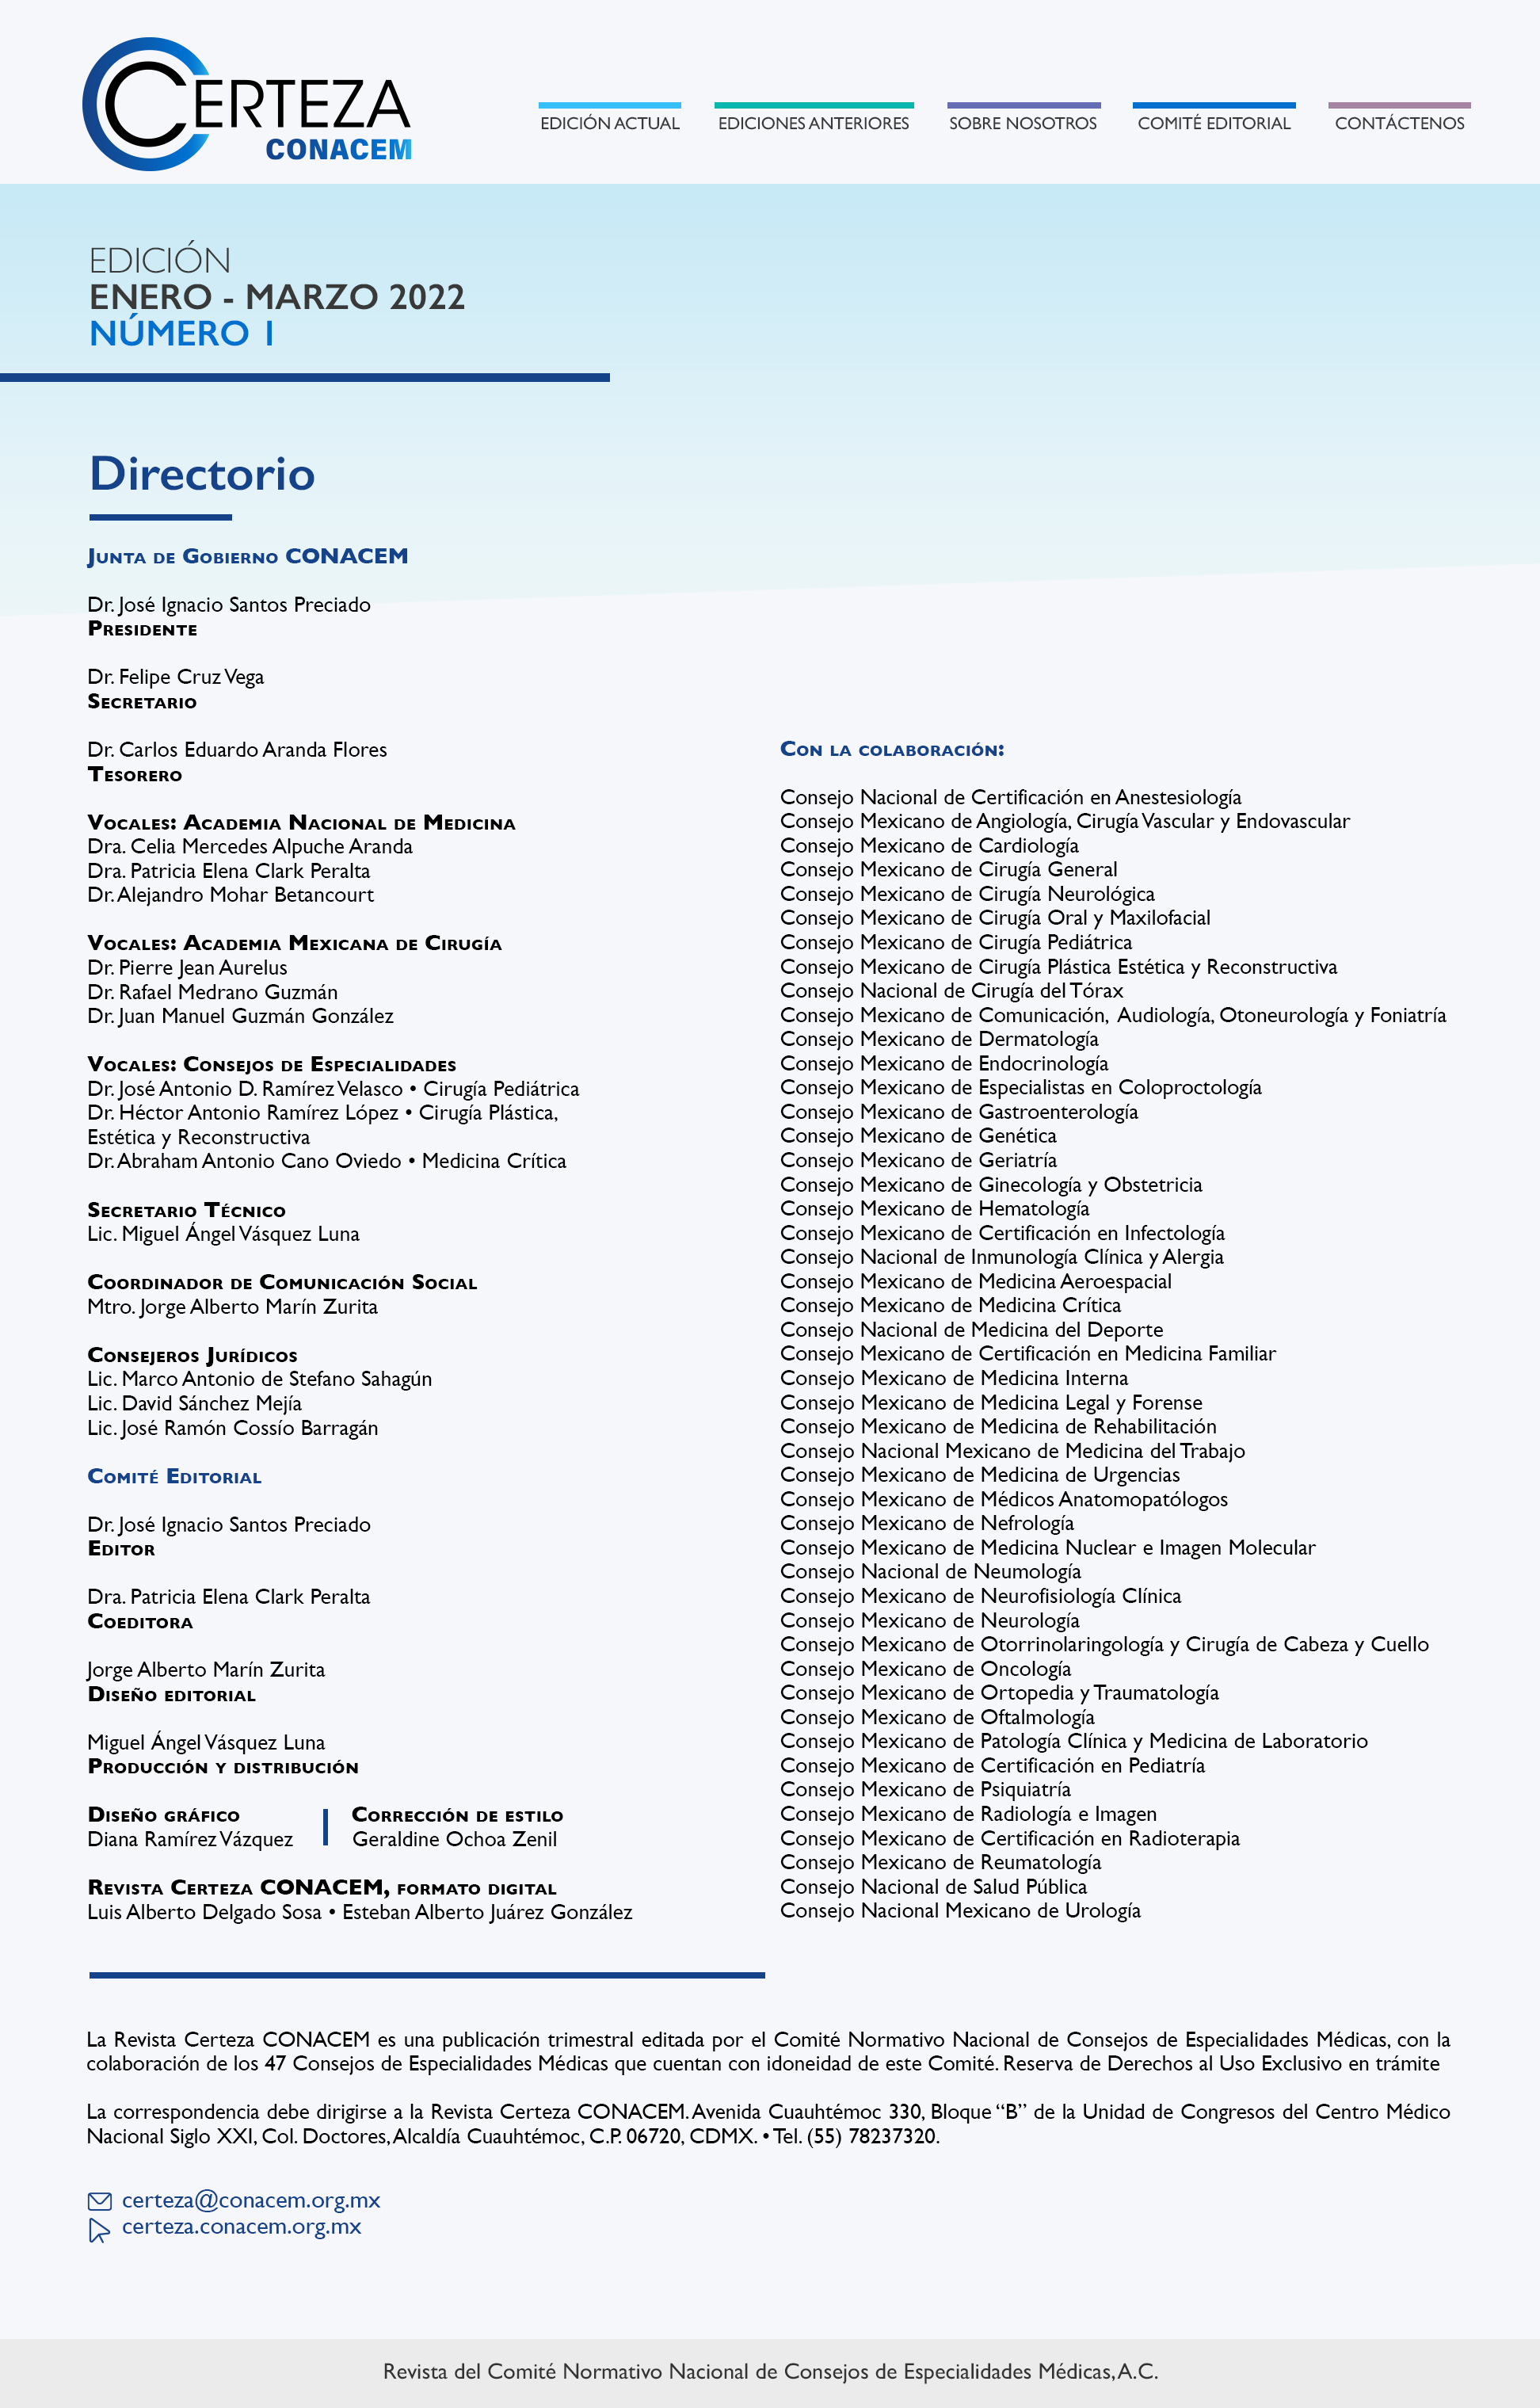 CERTEZA
CONACEM
EDICIÓN ACTUAL
EDICIONES ANTERIORES
SOBRE NOSOTROS
COMITÉ EDITORIAL
CONTÁCTENOS
EDICIÓN
ENERO - MARZO 2022
NÚMERO 1
Directorio
Junta de Gobierno CONACEM
Dr. José Ignacio Santos Preciado
Presidente
Dr. Felipe Cruz Vega
Secretario
Dr. Carlos Eduardo Aranda Flores
Tesorero
Vocales: Academia Nacional de Medicina
Dra. Celia Mercedes Alpuche Aranda
Dra. Patricia Elena Clark Peralta
Dr. Alejandro Mohar Betancourt
Vocales: Academia Mexicana de Cirugía
Dr. Pierre Jean Aurelus
Dr. Rafael Medrano Guzmán
Dr. Juan Manuel Guzmán González
Vocales: Consejos de Especialidades
Dr. José Antonio D. Ramírez Velasco • Cirugía Pediátrica
Dr. Héctor Antonio Ramírez López • Cirugía Plástica,
Estética y Reconstructiva
Dr. Abraham Antonio Cano Oviedo • Medicina Crítica
Secretario Técnico
Lic. Miguel Ángel Vásquez Luna
Coordinador de Comunicación Social
Mtro. Jorge Alberto Marín Zurita
Consejeros Jurídicos
Lic. Marco Antonio de Stefano Sahagún
Lic. David Sánchez Mejía
Lic. José Ramón Cossío Barragán
Comité Editorial
Dr. José Ignacio Santos Preciado
Editor
Dra. Patricia Elena Clark Peralta
Coeditora
Jorge Alberto Marín Zurita
Diseño editorial
Miguel Ángel Vásquez Luna
Producción y distribución
Diseño gráfico
Diana Ramírez Vázquez
Corrección de estilo
Geraldine Ochoa Zenil
Revista Certeza CONACEM, formato digital
Luis Alberto Delgado Sosa • Esteban Alberto Juárez González
Con la colaboración:
Consejo Nacional de Certificación en Anestesiología
Consejo Mexicano de Angiología, Cirugía Vascular y Endovascular
Consejo Mexicano de Cardiología
Consejo Mexicano de Cirugía General
Consejo Mexicano de Cirugía Neurológica
Consejo Mexicano de Cirugía Oral y Maxilofacial
Consejo Mexicano de Cirugía Pediátrica
Consejo Mexicano de Cirugía Plástica Estética y Reconstructiva
Consejo Nacional de Cirugía del Tórax
Consejo Mexicano de Comunicación, Audiología, Otoneurología y Foniatría
Consejo Mexicano de Dermatología
Consejo Mexicano de Endocrinología
Consejo Mexicano de Especialistas en Coloproctología
Consejo Mexicano de Gastroenterología
Consejo Mexicano de Genética
Consejo Mexicano de Geriatría
Consejo Mexicano de Ginecología y Obstetricia
Consejo Mexicano de Hematología
Consejo Mexicano de Certificación en Infectología
Consejo Nacional de Inmunología Clínica y Alergia
Consejo Mexicano de Medicina Aeroespacial
Consejo Mexicano de Medicina Crítica
Consejo Nacional de Medicina del Deporte
Consejo Mexicano de Certificación en Medicina Familiar
Consejo Mexicano de Medicina Interna
Consejo Mexicano de Medicina Legal y Forense
Consejo Mexicano de Medicina de Rehabilitación
Consejo Nacional Mexicano de Medicina del Trabajo
Consejo Mexicano de Medicina de Urgencias
Consejo Mexicano de Médicos Anatomopatólogos
Consejo Mexicano de Nefrología
Consejo Mexicano de Medicina Nuclear e Imagen Molecular
Consejo Nacional de Neumología
Consejo Mexicano de Neurofisiología Clínica
Consejo Mexicano de Neurología
Consejo Mexicano de Otorrinolaringología y Cirugía de Cabeza y Cuello
Consejo Mexicano de Oncología
Consejo Mexicano de Ortopedia y Traumatología
Consejo Mexicano de Oftalmología
Consejo Mexicano de Patología Clínica y Medicina de Laboratorio
Consejo Mexicano de Certificación en Pediatría
Consejo Mexicano de Psiquiatría
Consejo Mexicano de Radiología e Imagen
Consejo Mexicano de Certificación en Radioterapia
Consejo Mexicano de Reumatología
Consejo Nacional de Salud Pública
Consejo Nacional Mexicano de Urología
La Revista Certeza CONACEM es una publicación trimestral editada por el Comité Normativo Nacional de Consejos de Especialidades Médicas, con la
colaboración de los 47 Consejos de Especialidades Médicas que cuentan con idoneidad de este Comité. Reserva de Derechos al Uso Exclusivo en trámite
La correspondencia debe dirigirse a la Revista Certeza CONACEM. Avenida Cuauhtémoc 330, Bloque “B” de la Unidad de Congresos del Centro Médico
Nacional Siglo XXI, Col. Doctores, Alcaldía Cuauhtémoc, C.P. 06720, CDMX. • Tel. (55) 78237320.
certeza@conacem.org.mx
certeza.conacem.org.mx
Revista del Comité Normativo Nacional de Consejos de Especialidades Médicas, A.C.